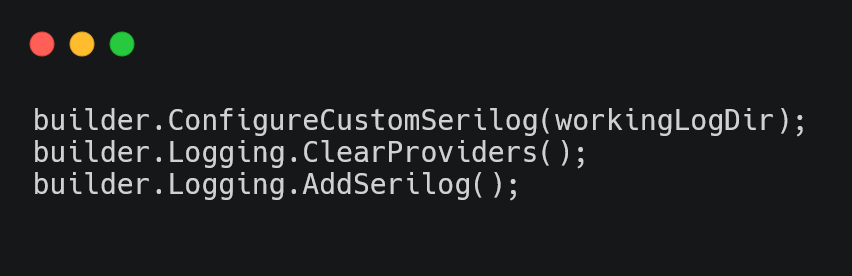 builder.ConfigureCustomSerilog(workingLogDir);
builder.Logging.ClearProviders();
builder.Logging.AddSerilog();